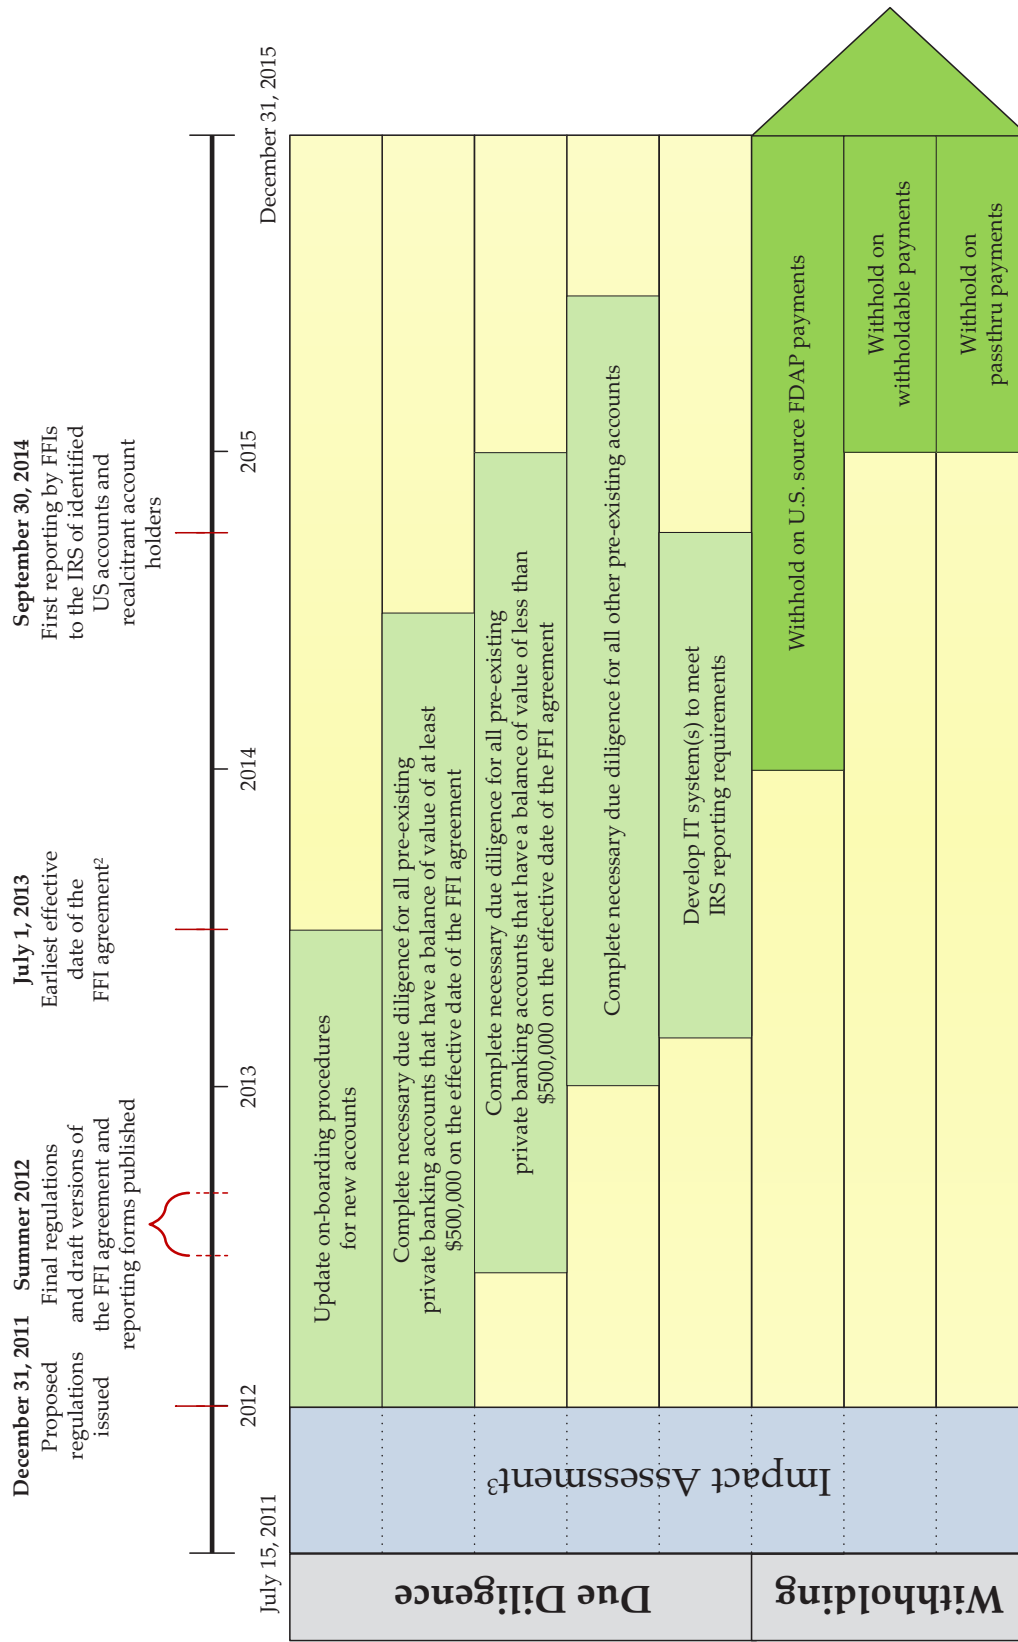 December 31, 2011
Proposed
regulations
issued
Summer 2012
Final regulations
and draft versions of
the FFI agreement and
reporting forms published
July 1, 2013
Earliest effective
date of the
FFI agreement²
September 30, 2014
First reporting by FFIs
to the IRS of identified
US accounts and
recalcitrant account
holders
July 15, 2011
2012
2013
2014
2015
December 31, 2015
Due Diligence
Withholding
Impact Assessment³
Update on-boarding procedures
for new accounts
Complete necessary due diligence for all pre-existing
private banking accounts that have a balance of value of at least
$500,000 on the effective date of the FFI agreement
Complete necessary due diligence for all pre-existing
private banking accounts that have a balance of value of less than
$500,000 on the effective date of the FFI agreement
Complete necessary due diligence for all other pre-existing accounts
Develop IT system(s) to meet
IRS reporting requirements
Withhold on U.S. source FDAP payments
Withhold on
withholdable payments
Withhold on
passthru payments